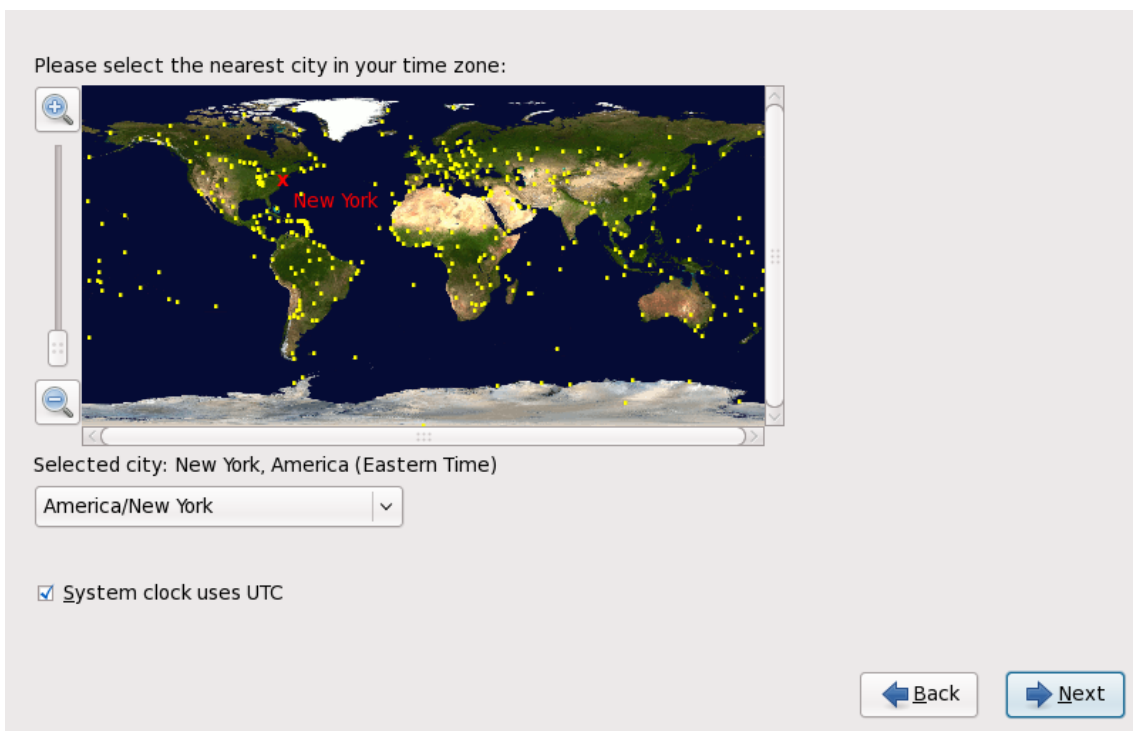 Please select the nearest city in your time zone:
New York
Selected city: New York, America (Eastern Time)
America/New York
System clock uses UTC
Back
Next